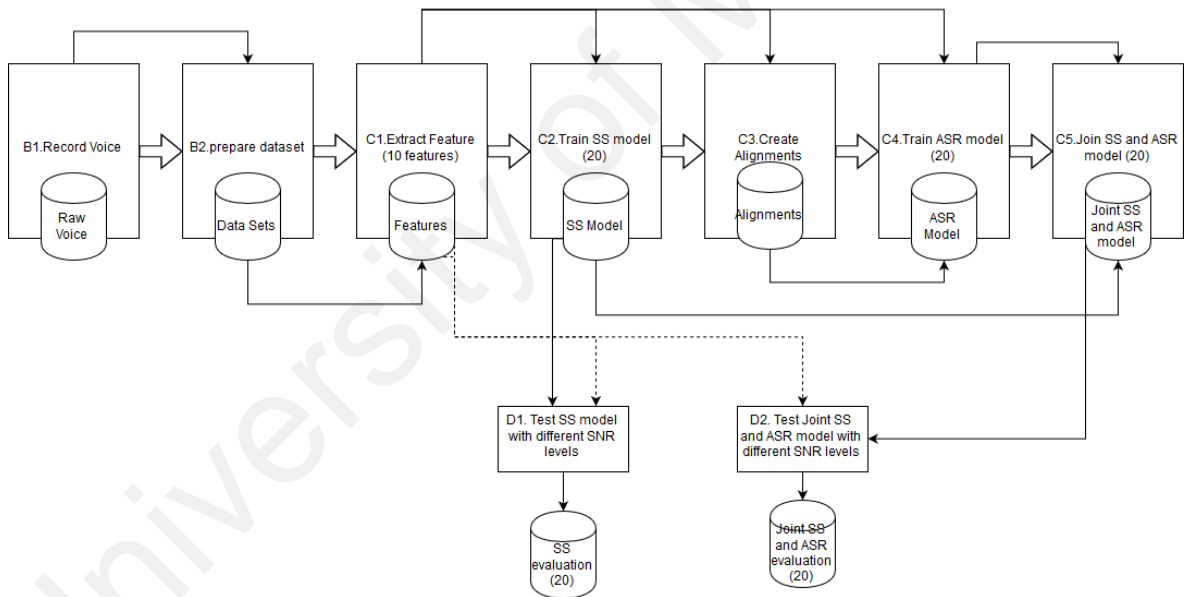 B1.Record Voice
Raw
Voice
B2.prepare dataset
Data Sets
C1.Extract Feature
(10 features)
Features
C2.Train SS model
(20)
SS Model
C3.Create
Alignments
Alignments
C4.Train ASR model
(20)
ASR
Model
C5.Join SS and ASR
model (20)
Joint SS
and ASR
model
D1. Test SS model
with different SNR
levels
D2. Test Joint SS
and ASR model with
different SNR levels
SS
evaluation
(20)
Joint SS
and ASR
evaluation
(20)
University of M